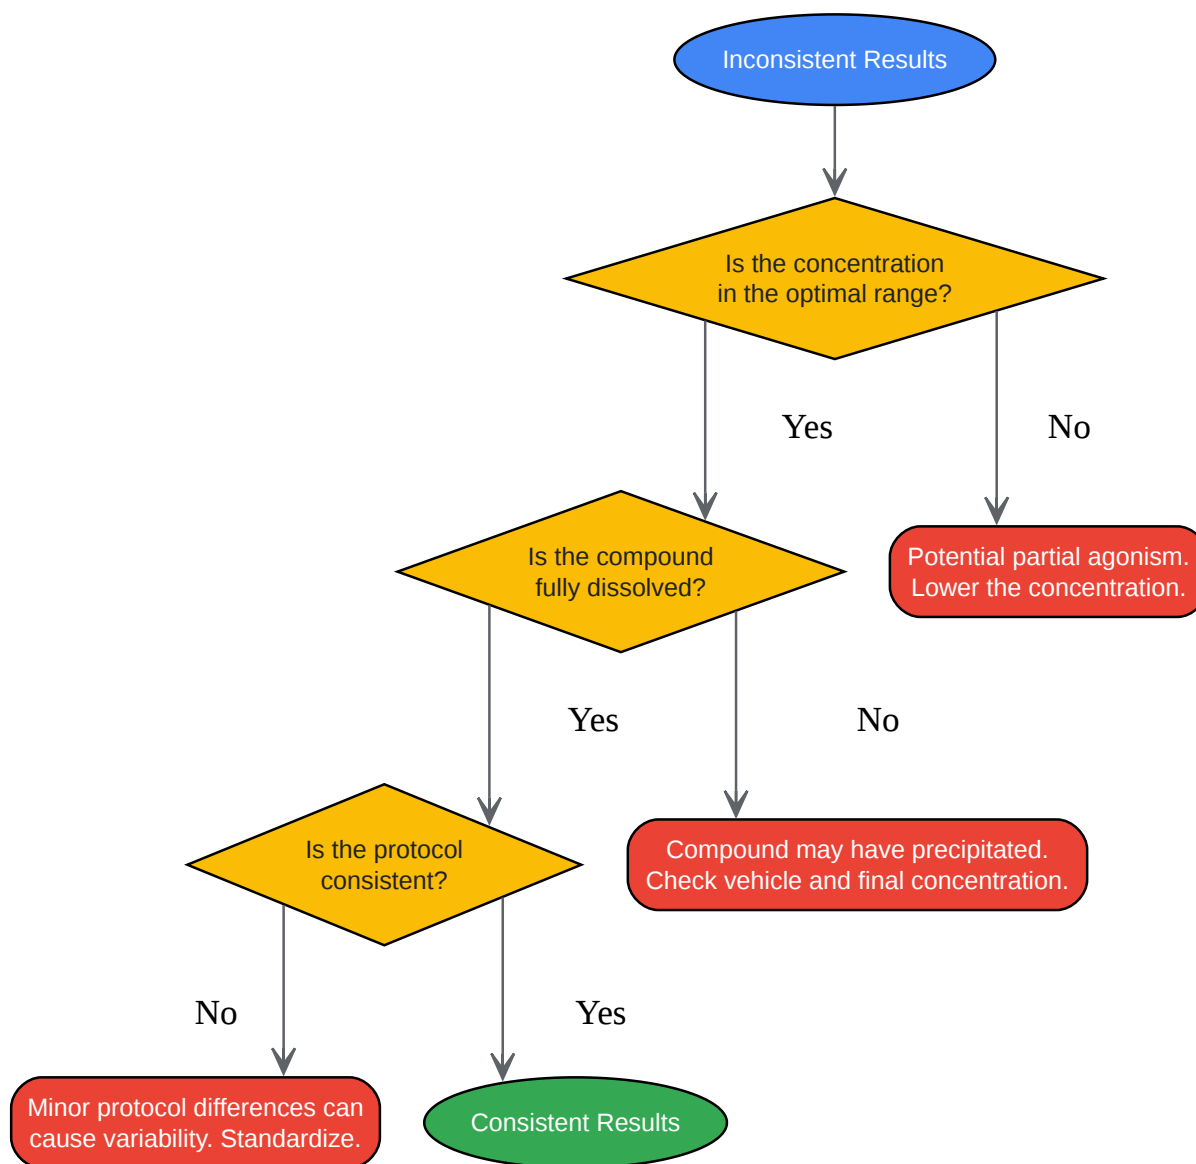 Inconsistent Results
Is the concentration
in the optimal range?
Yes
No
Is the compound
fully dissolved?
Potential partial agonism.
Lower the concentration.
Yes
No
Is the protocol
consistent?
Compound may have precipitated.
Check vehicle and final concentration.
No
Yes
Minor protocol differences can
cause variability. Standardize.
Consistent Results